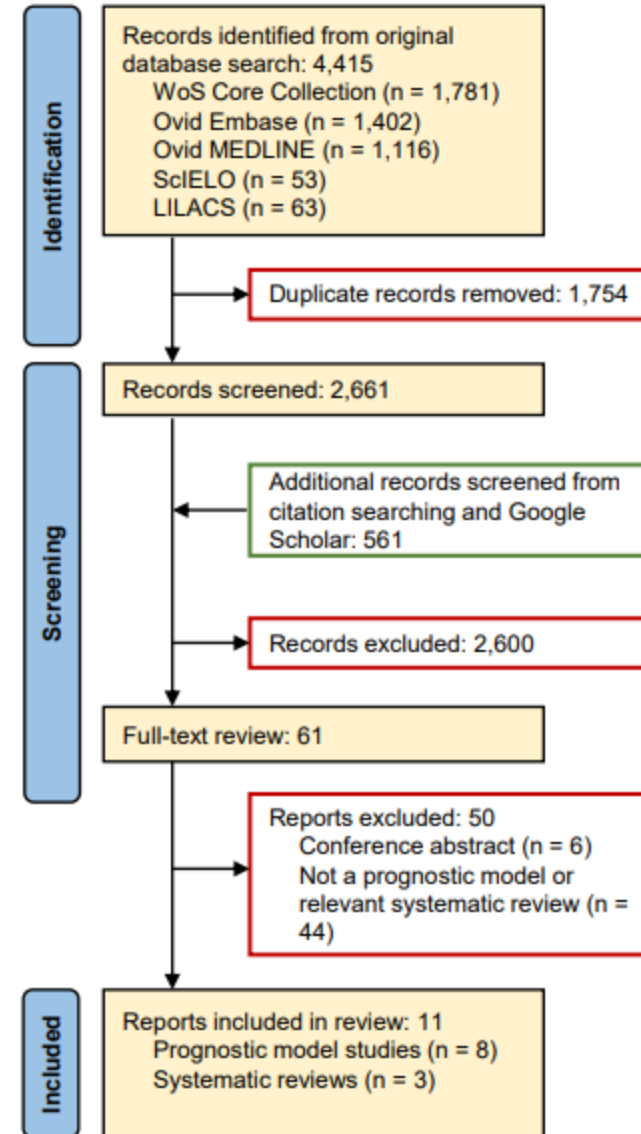 Identification
Records identified from original
database search: 4,415
WoS Core Collection (n = 1,781)
Ovid Embase (n = 1,402)
Ovid MEDLINE (n = 1,116)
ScIELO (n = 53)
LILACS (n = 63)
Duplicate records removed: 1,754
Screening
Records screened: 2,661
Additional records screened from
citation searching and Google
Scholar: 561
Records excluded: 2,600
Full-text review: 61
Reports excluded: 50
Conference abstract (n = 6)
Not a prognostic model or
relevant systematic review (n =
44)
Included
Reports included in review: 11
Prognostic model studies (n = 8)
Systematic reviews (n = 3)